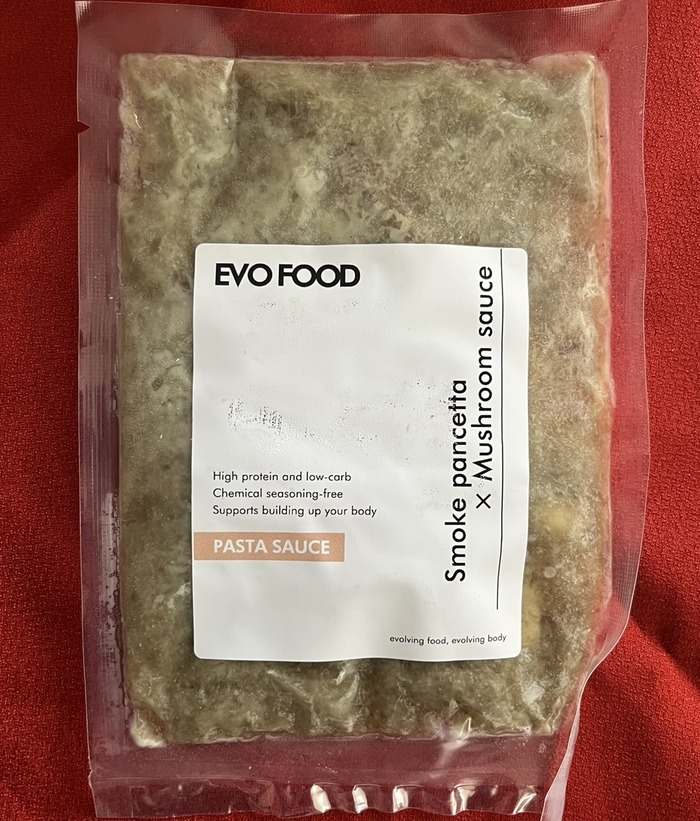 EVO FOOD
Smoke pancetta
× Mushroom sauce
High protein and low-carb
Chemical seasoning-free
Supports building up your body
PASTA SAUCE
evolving food, evolving body